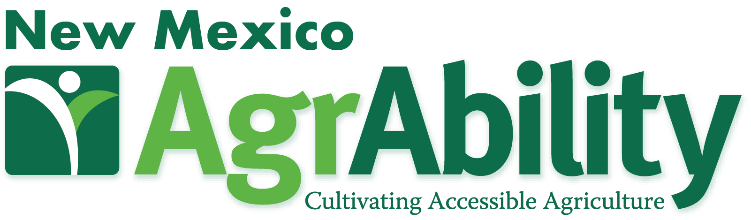 New Mexico
AgrAbility
Cultivating Accessible Agriculture